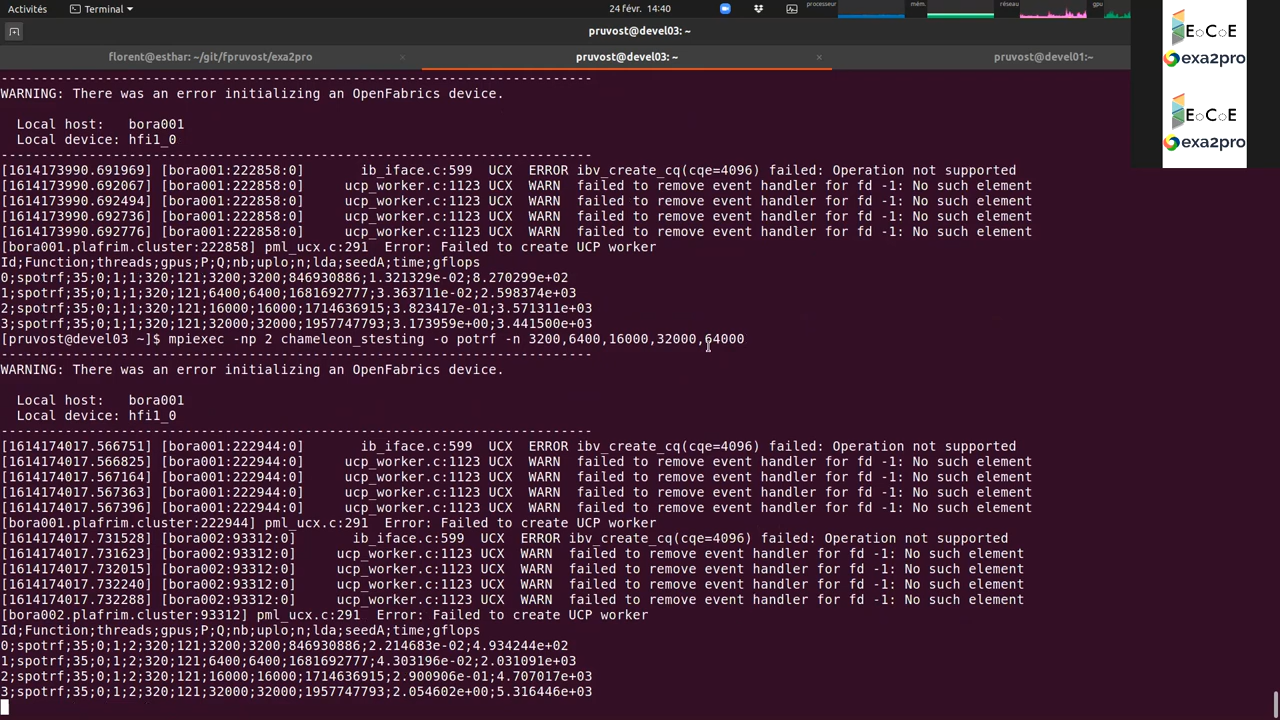 Activités
Terminal
24 févr. 14:40
processeur
mém.
réseau
gpu
pruvost@devel03: ~
florent@esthar: ~/git/fpruvost/exa2pro
×
pruvost@devel03: ~
×
pruvost@devel01:~
EoCoE
exa2pro
EoCoE
exa2pro
------------------------------------------------------------------------
WARNING: There was an error initializing an OpenFabrics device.
Local host: bora001
Local device: hfi1_0
--------------------------------------------------------------------------
[1614173990.691969] [bora001:222858:0] ib_iface.c:599 UCX ERROR ibv_create_cq(cqe=4096) failed: Operation not supported
[1614173990.692067] [bora001:222858:0] ucp_worker.c:1123 UCX WARN failed to remove event handler for fd -1: No such element
[1614173990.692494] [bora001:222858:0] ucp_worker.c:1123 UCX WARN failed to remove event handler for fd -1: No such element
[1614173990.692736] [bora001:222858:0] ucp_worker.c:1123 UCX WARN failed to remove event handler for fd -1: No such element
[1614173990.692776] [bora001:222858:0] ucp_worker.c:1123 UCX WARN failed to remove event handler for fd -1: No such element
[bora001.plafrim.cluster:222858] pml_ucx.c:291 Error: Failed to create UCP worker
Id;Function;threads;gpus;P;Q;nb;uplo;n;lda;seedA;time;gflops
0;spotrf;35;0;1;1;320;121;3200;3200;846930886;1.321329e-02;8.270299e+02
1;spotrf;35;0;1;1;320;121;6400;6400;1681692777;3.363711e-02;2.598374e+03
2;spotrf;35;0;1;1;320;121;16000;16000;1714636915;3.823417e-01;3.571311e+03
3;spotrf;35;0;1;1;320;121;32000;32000;1957747793;3.173959e+00;3.441500e+03
[pruvost@devel03 ~]$ mpiexec -np 2 chameleon_stesting -o potrf -n 3200,6400,16000,32000,64000
--------------------------------------------------------------------------
WARNING: There was an error initializing an OpenFabrics device.
Local host: bora001
Local device: hfi1_0
--------------------------------------------------------------------------
[1614174017.566751] [bora001:222944:0] ib_iface.c:599 UCX ERROR ibv_create_cq(cqe=4096) failed: Operation not supported
[1614174017.566825] [bora001:222944:0] ucp_worker.c:1123 UCX WARN failed to remove event handler for fd -1: No such element
[1614174017.567164] [bora001:222944:0] ucp_worker.c:1123 UCX WARN failed to remove event handler for fd -1: No such element
[1614174017.567363] [bora001:222944:0] ucp_worker.c:1123 UCX WARN failed to remove event handler for fd -1: No such element
[1614174017.567396] [bora001:222944:0] ucp_worker.c:1123 UCX WARN failed to remove event handler for fd -1: No such element
[bora001.plafrim.cluster:222944] pml_ucx.c:291 Error: Failed to create UCP worker
[1614174017.731528] [bora002:93312:0] ib_iface.c:599 UCX ERROR ibv_create_cq(cqe=4096) failed: Operation not supported
[1614174017.731623] [bora002:93312:0] ucp_worker.c:1123 UCX WARN failed to remove event handler for fd -1: No such element
[1614174017.732015] [bora002:93312:0] ucp_worker.c:1123 UCX WARN failed to remove event handler for fd -1: No such element
[1614174017.732240] [bora002:93312:0] ucp_worker.c:1123 UCX WARN failed to remove event handler for fd -1: No such element
[1614174017.732288] [bora002:93312:0] ucp_worker.c:1123 UCX WARN failed to remove event handler for fd -1: No such element
[bora002.plafrim.cluster:93312] pml_ucx.c:291 Error: Failed to create UCP worker
Id;Function;threads;gpus;P;Q;nb;uplo;n;lda;seedA;time;gflops
0;spotrf;35;0;1;2;320;121;3200;3200;846930886;2.214683e-02;4.934244e+02
1;spotrf;35;0;1;2;320;121;6400;6400;1681692777;4.303196e-02;2.031091e+03
2;spotrf;35;0;1;2;320;121;16000;16000;1714636915;2.900906e-01;4.707017e+03
3;spotrf;35;0;1;2;320;121;32000;32000;1957747793;2.054602e+00;5.316446e+03